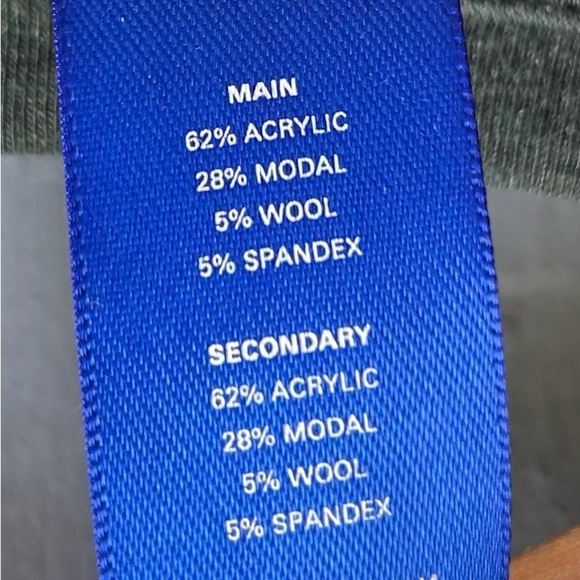 MAIN
62% ACRYLIC
28% MODAL
5% WOOL
5% SPANDEX
SECONDARY
62% ACRYLIC
28% MODAL
5% WOOL
5% SPANDEX